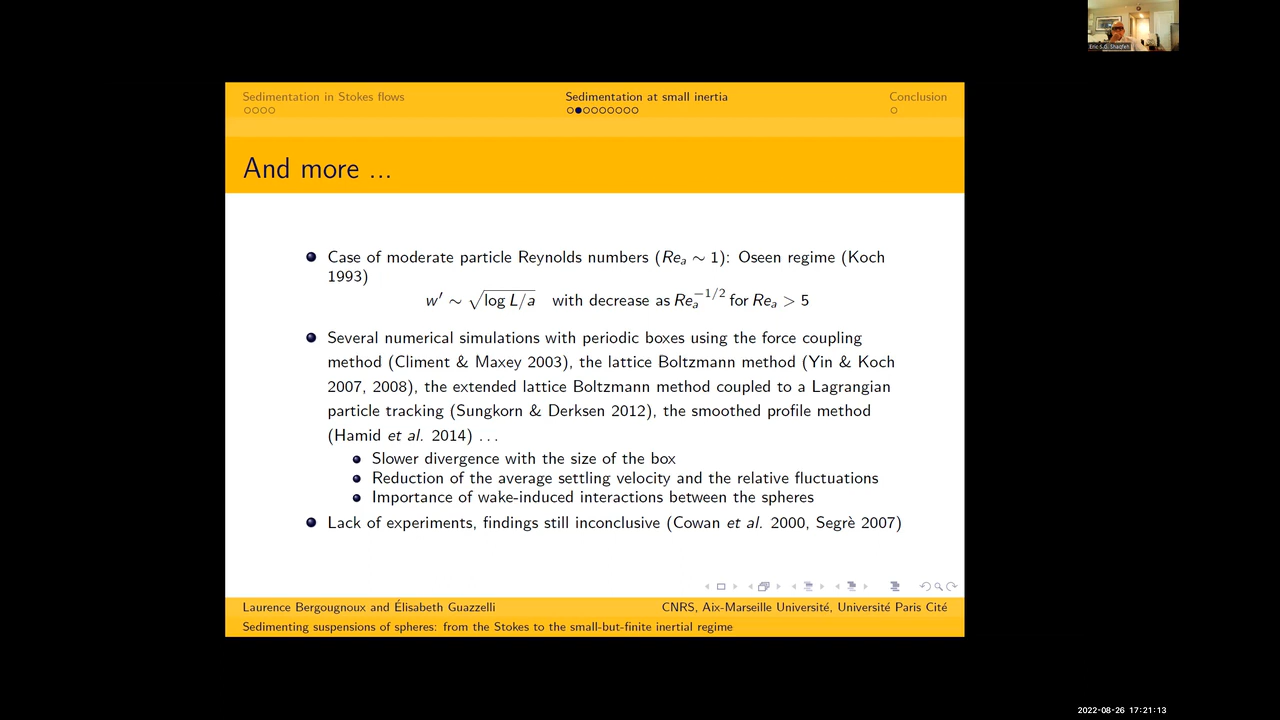 Eric S.G. Shaqfeh
Sedimentation in Stokes flows
Sedimentation at small inertia
Conclusion
And more ...
Case of moderate particle Reynolds numbers (Re_a ∼ 1): Oseen regime (Koch
1993)
w′ ∼ √(log L/a) with decrease as Re_a^{−1/2} for Re_a > 5
Several numerical simulations with periodic boxes using the force coupling
method (Climent & Maxey 2003), the lattice Boltzmann method (Yin & Koch
2007, 2008), the extended lattice Boltzmann method coupled to a Lagrangian
particle tracking (Sungkorn & Derksen 2012), the smoothed profile method
(Hamid et al. 2014) ...
Slower divergence with the size of the box
Reduction of the average settling velocity and the relative fluctuations
Importance of wake-induced interactions between the spheres
Lack of experiments, findings still inconclusive (Cowan et al. 2000, Segrè 2007)
Laurence Bergougnoux and Élisabeth Guazzelli
CNRS, Aix-Marseille Université, Université Paris Cité
Sedimenting suspensions of spheres: from the Stokes to the small-but-finite inertial regime
2022-08-26 17:21:13